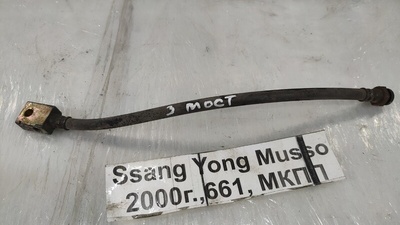 3 мост
Ssang Yong Musso
2000г.,661, МКПП